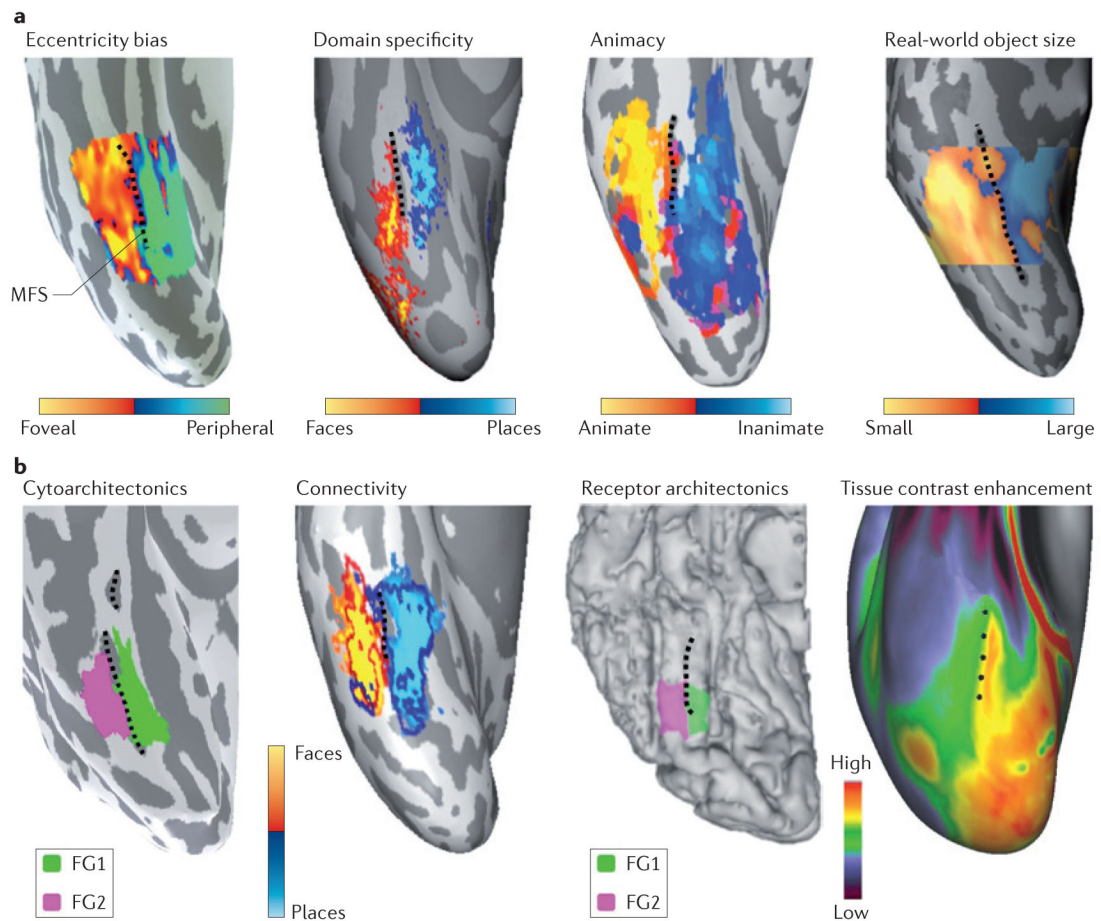 a
Eccentricity bias
Domain specificity
Animacy
Real-world object size
MFS
Foveal
Peripheral
Faces
Places
Animate
Inanimate
Small
Large
b
Cytoarchitectonics
Connectivity
Receptor architectonics
Tissue contrast enhancement
FG1
FG2
Faces
Places
FG1
FG2
High
Low